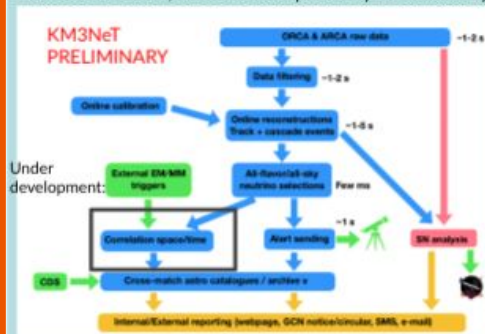 KM3NeT
PRELIMINARY
ORCA & ARCA raw data
~1-2 s
Data filtering
~1-2 s
Online calibration
Online reconstructions
Track + cascade events
~1-5 s
Under
development:
External EM/MM
triggers
All-flavor/all-sky
neutrino selections
Few ms
Correlation space/time
Alert sending
~1 s
SN analysis
CDS
Cross-match astro catalogues / archive ν
Internal/External reporting (webpage, GCN notice/circular, SMS, e-mail)